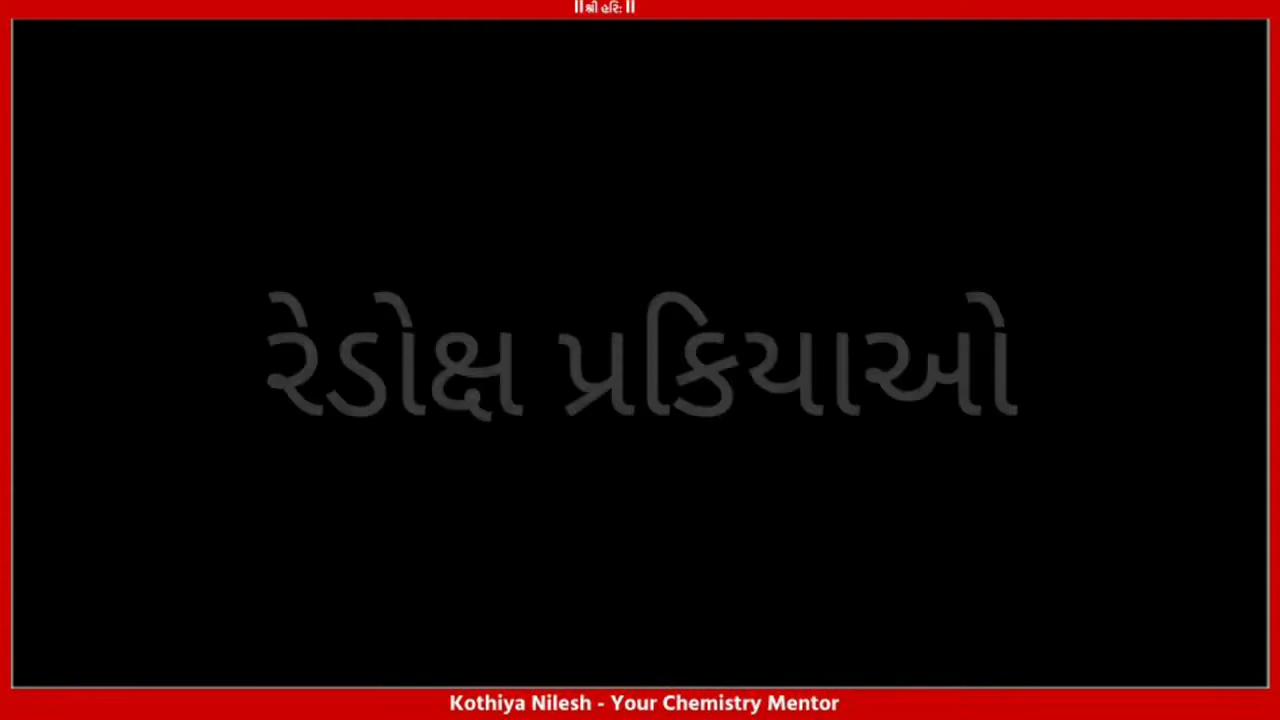 ॥ શ્રી હરિ: ॥
રેડોક્ષ પ્રક્રિયાઓ
Kothiya Nilesh - Your Chemistry Mentor